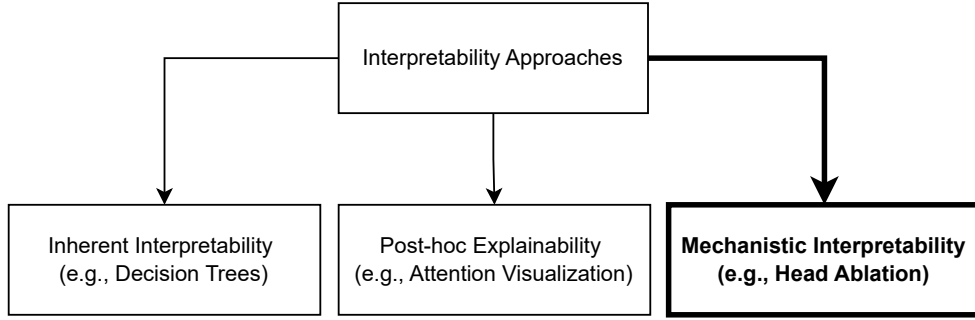 Interpretability Approaches
Inherent Interpretability
(e.g., Decision Trees)
Post-hoc Explainability
(e.g., Attention Visualization)
Mechanistic Interpretability
(e.g., Head Ablation)